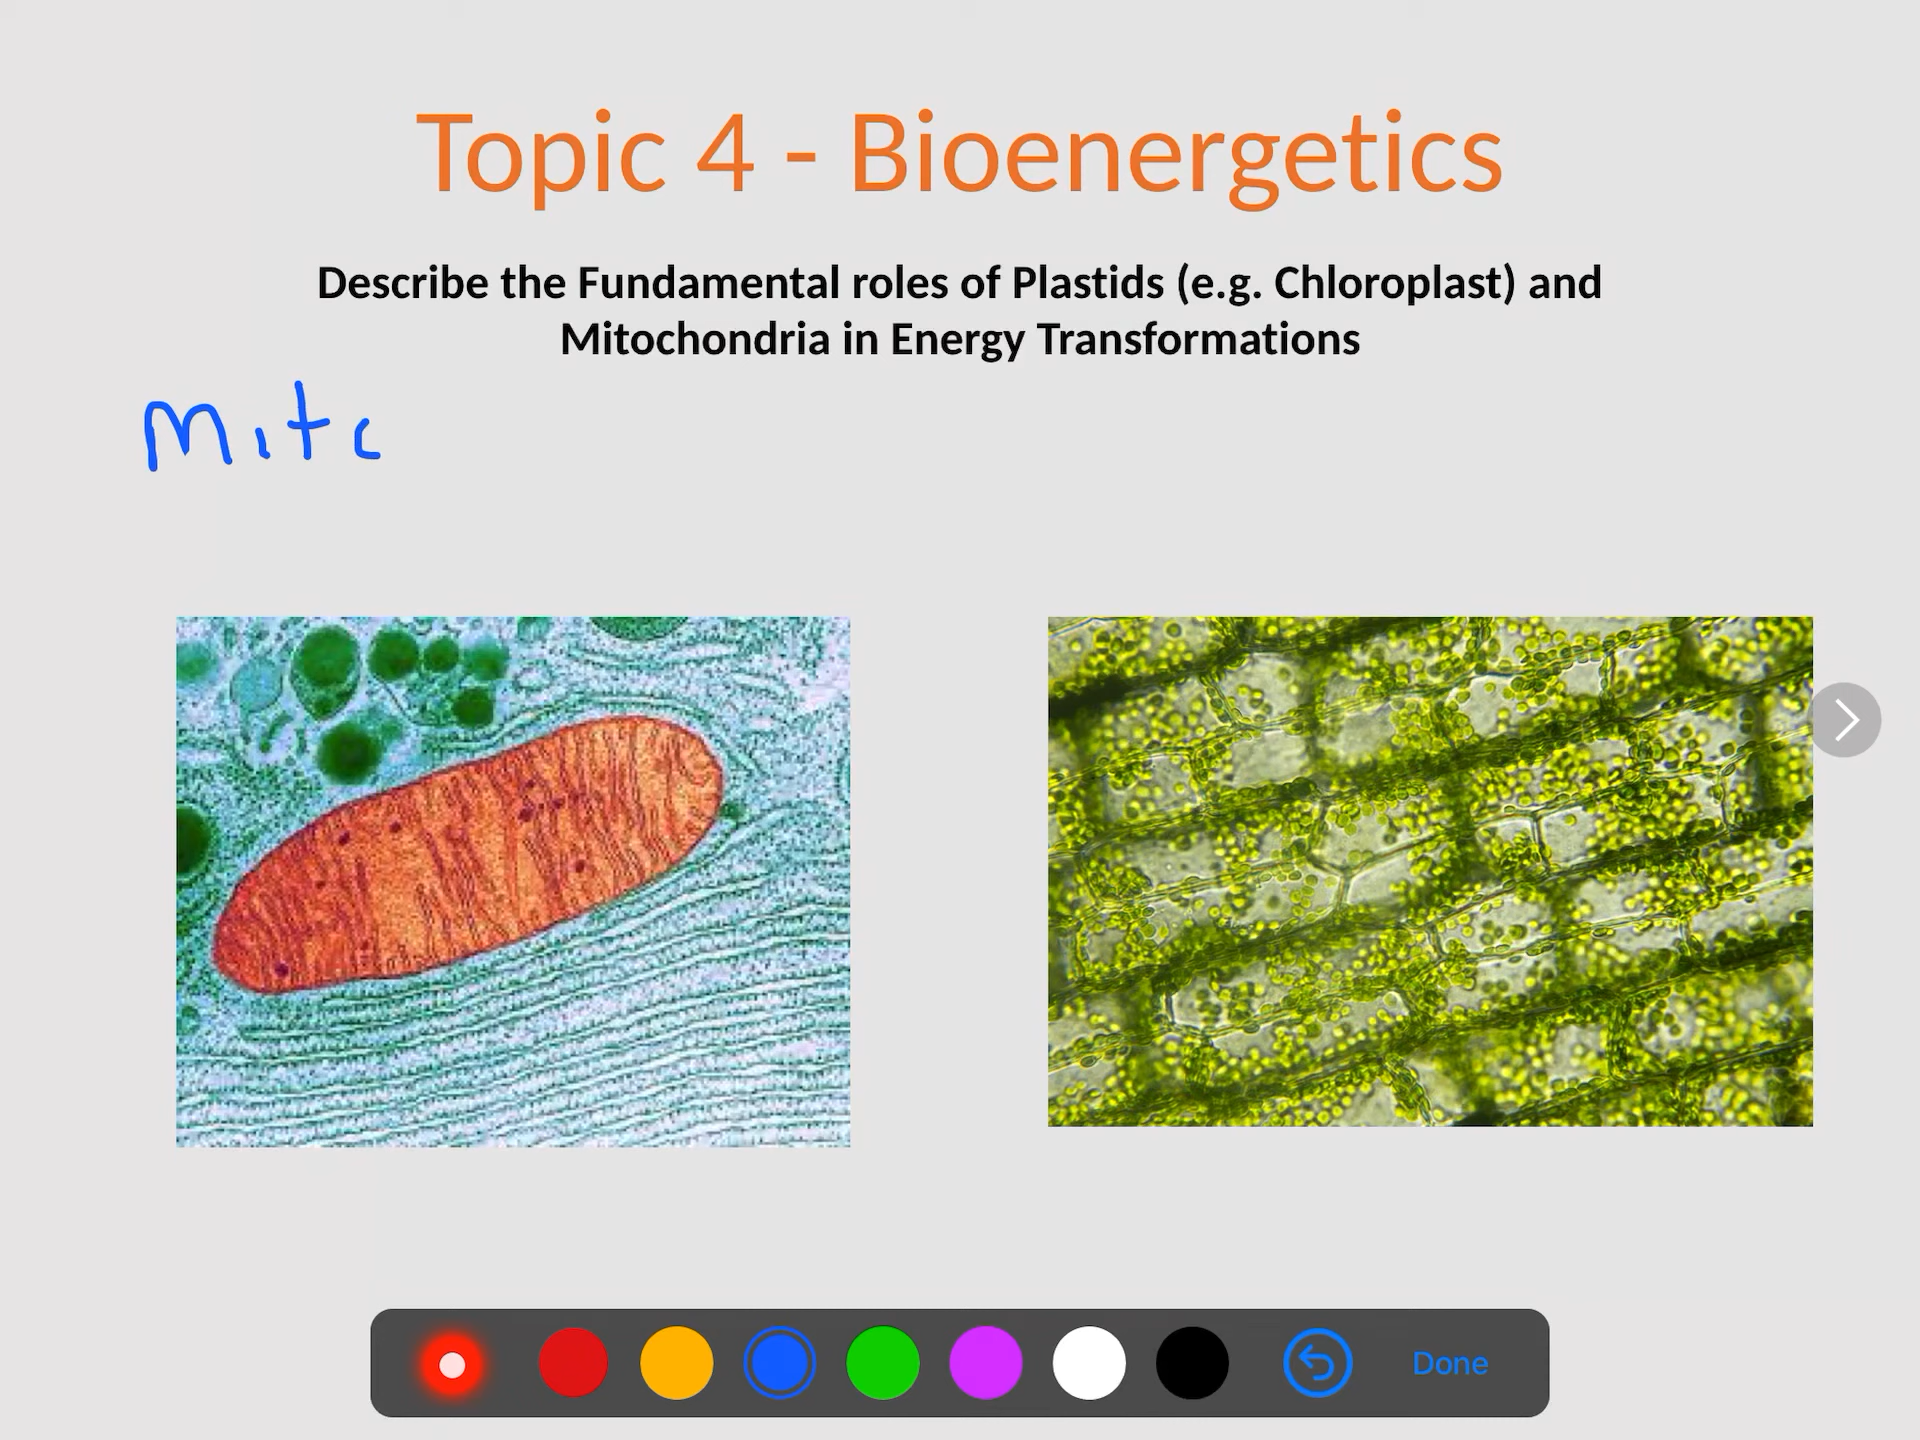 Topic 4 - Bioenergetics
Describe the Fundamental roles of Plastids (e.g. Chloroplast) and
Mitochondria in Energy Transformations
Mitc
Done